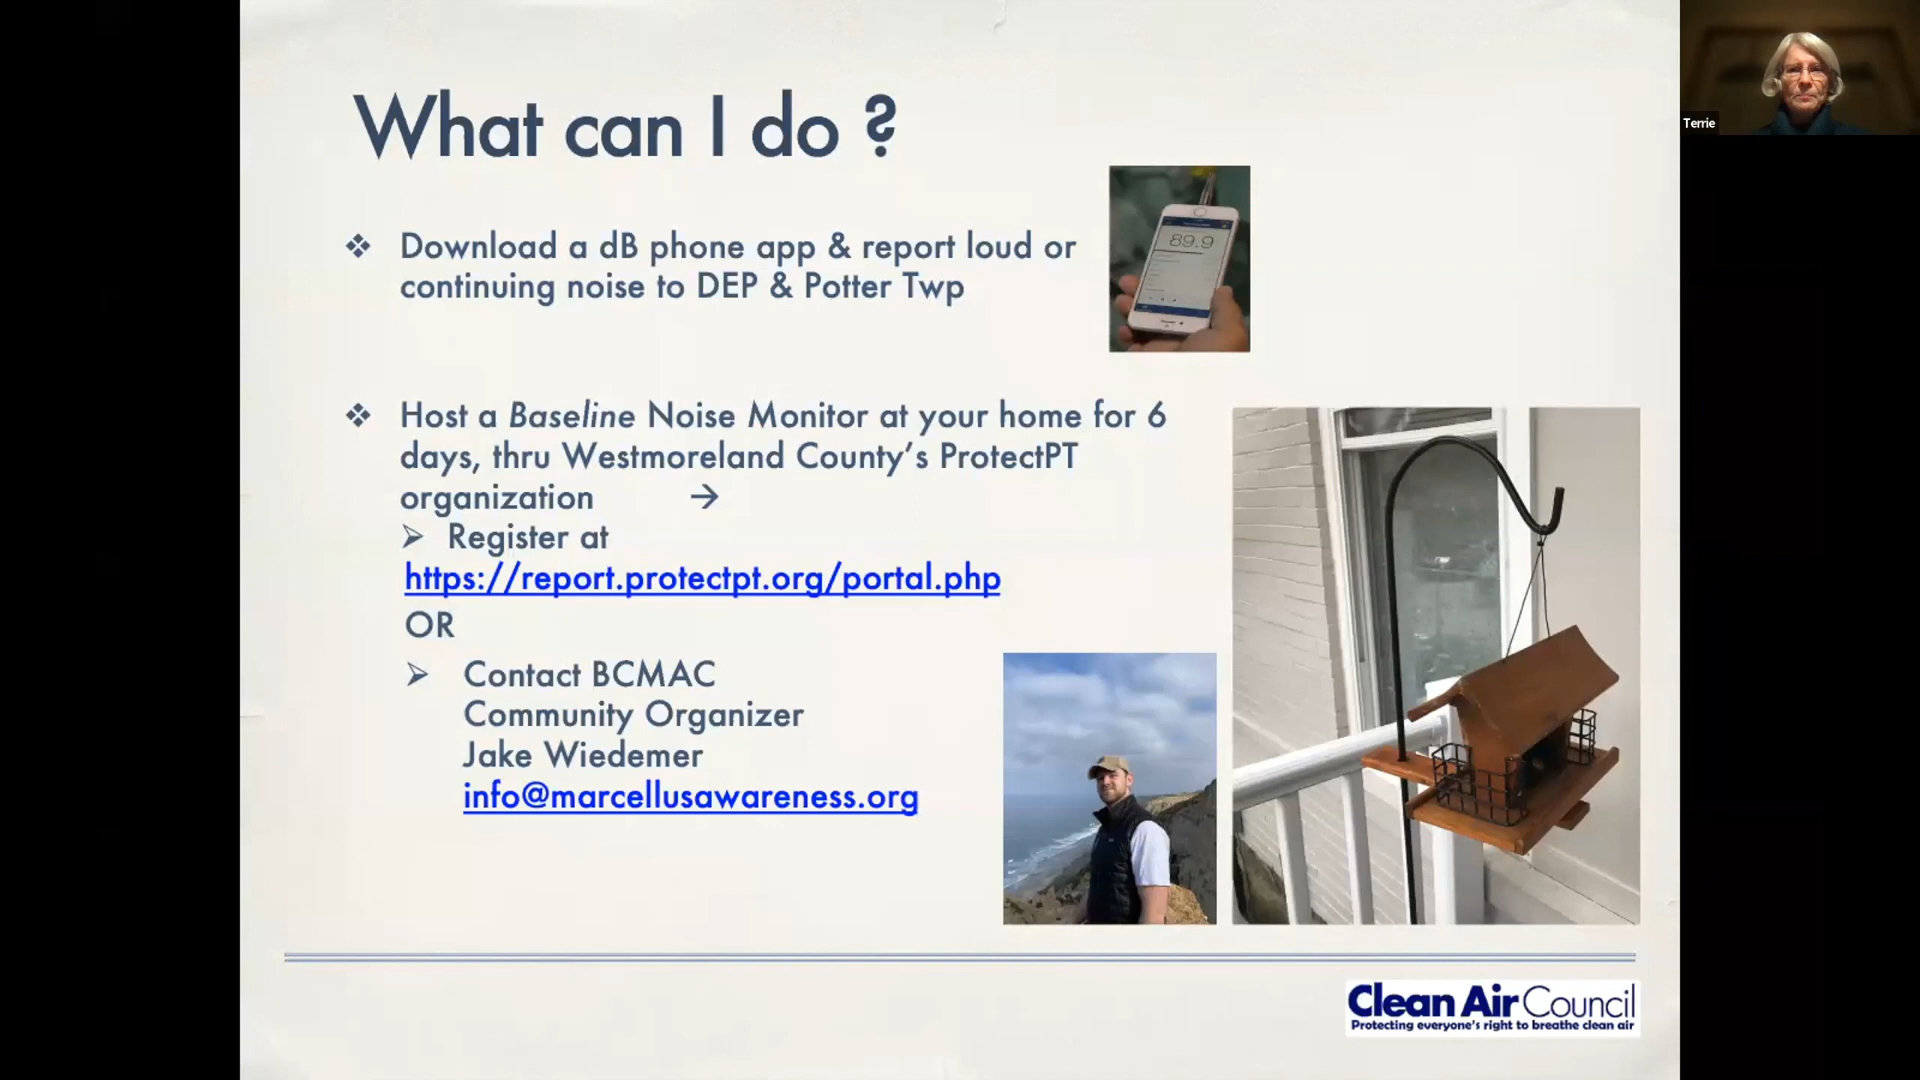 What can I do ?
Terrie
❖ Download a dB phone app & report loud or
continuing noise to DEP & Potter Twp
89.9
❖ Host a Baseline Noise Monitor at your home for 6
days, thru Westmoreland County’s ProtectPT
organization →
➢ Register at
https://report.protectpt.org/portal.php
OR
➢ Contact BCMAC
Community Organizer
Jake Wiedemer
info@marcellusawareness.org
Clean Air Council
Protecting everyone's right to breathe clean air